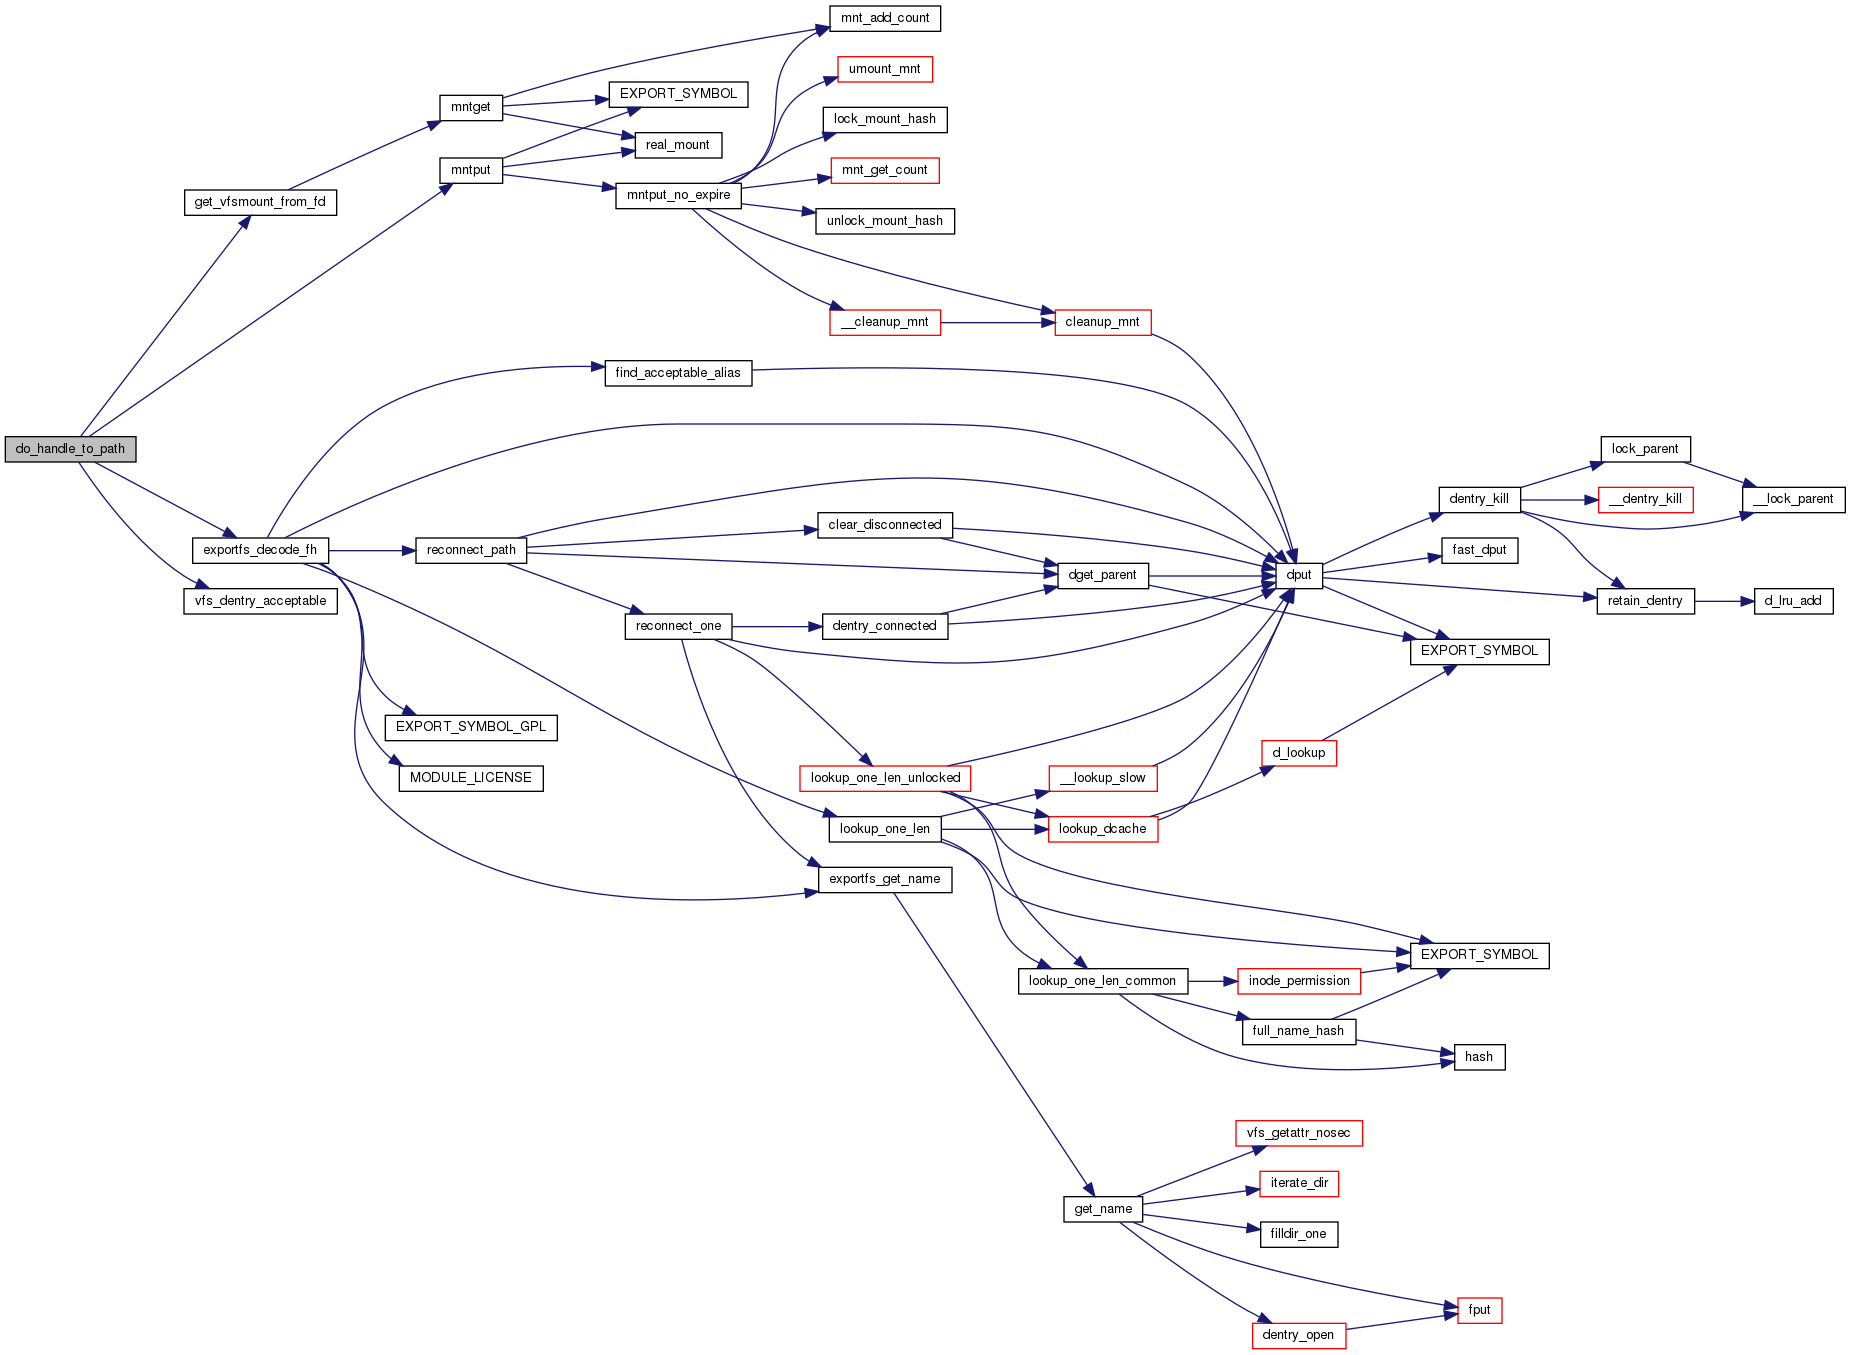 mnt_add_count
umount_mnt
EXPORT_SYMBOL
mntget
lock_mount_hash
real_mount
mntput
mnt_get_count
mntput_no_expire
get_vfsmount_from_fd
unlock_mount_hash
__cleanup_mnt
cleanup_mnt
find_acceptable_alias
do_handle_to_path
lock_parent
dentry_kill
__dentry_kill
__lock_parent
clear_disconnected
exportfs_decode_fh
reconnect_path
fast_dput
dget_parent
dput
vfs_dentry_acceptable
retain_dentry
d_lru_add
reconnect_one
dentry_connected
EXPORT_SYMBOL
EXPORT_SYMBOL_GPL
d_lookup
MODULE_LICENSE
lookup_one_len_unlocked
__lookup_slow
lookup_one_len
lookup_dcache
exportfs_get_name
EXPORT_SYMBOL
lookup_one_len_common
inode_permission
full_name_hash
hash
vfs_getattr_nosec
iterate_dir
get_name
filldir_one
fput
dentry_open